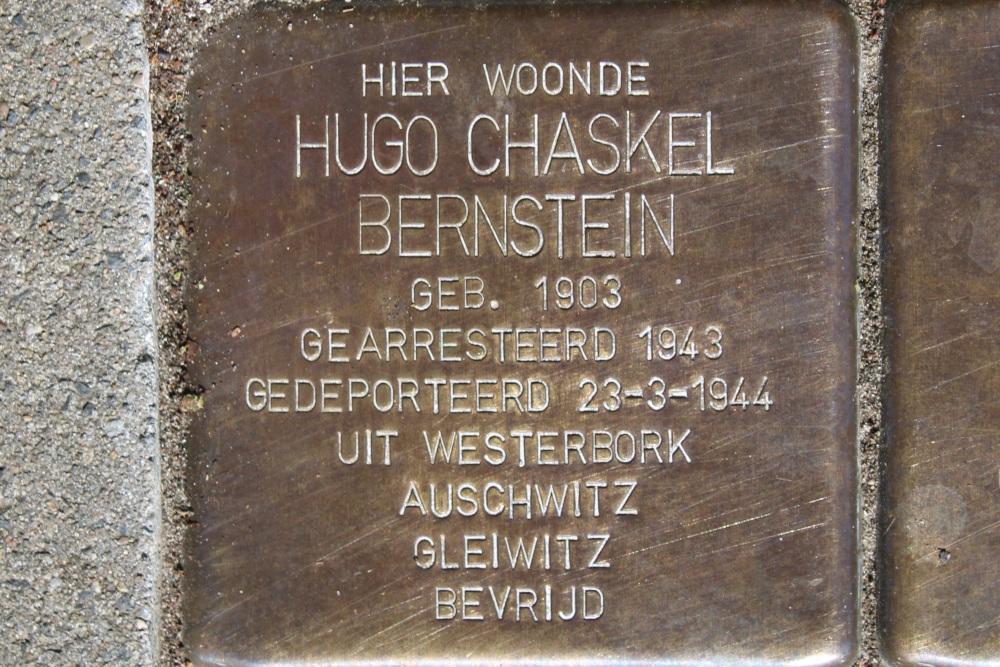 HIER WOONDE
HUGO CHASKEL
BERNSTEIN
GEB. 1903
GEARRESTEERD 1943
GEDEPORTEERD 23-3-1944
UIT WESTERBORK
AUSCHWITZ
GLEIWITZ
BEVRIJD